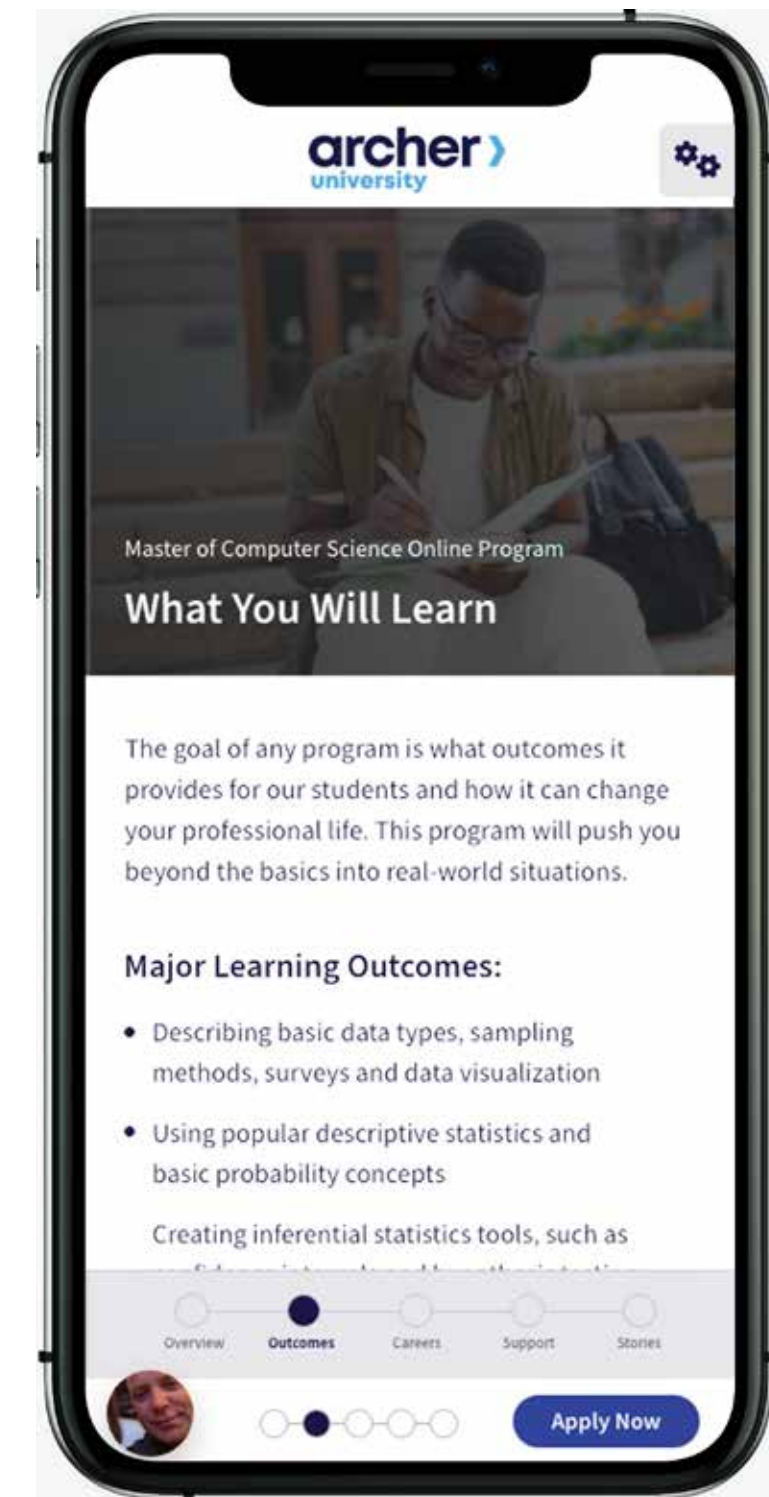 archer
university
Master of Computer Science Online Program
What You Will Learn
The goal of any program is what outcomes it
provides for our students and how it can change
your professional life. This program will push you
beyond the basics into real-world situations.
Major Learning Outcomes:
• Describing basic data types, sampling
methods, surveys and data visualization
• Using popular descriptive statistics and
basic probability concepts
Creating inferential statistics tools, such as
Overview Outcomes Careers Support Stories
Apply Now